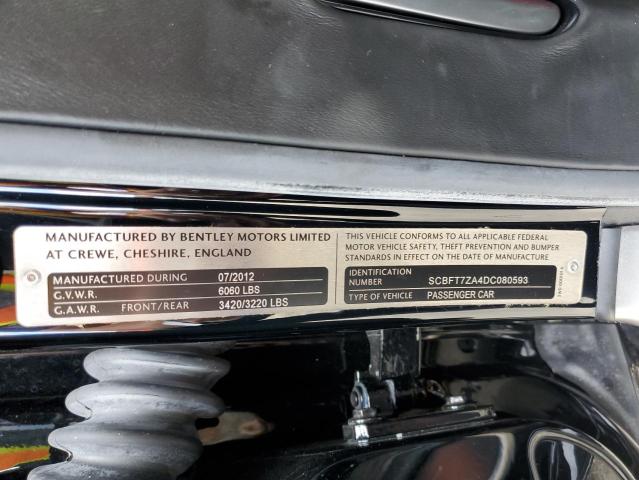 MANUFACTURED BY BENTLEY MOTORS LIMITED
AT CREWE, CHESHIRE, ENGLAND
MANUFACTURED DURING 07/2012
G.V.W.R. 6060 LBS
G.A.W.R. FRONT/REAR 3420/3220 LBS
THIS VEHICLE CONFORMS TO ALL APPLICABLE FEDERAL
MOTOR VEHICLE SAFETY, THEFT PREVENTION AND BUMPER
STANDARDS IN EFFECT ON THE DATE OF MANUFACTURE
IDENTIFICATION
NUMBER SCBFT7ZA4DC080593
TYPE OF VEHICLE PASSENGER CAR